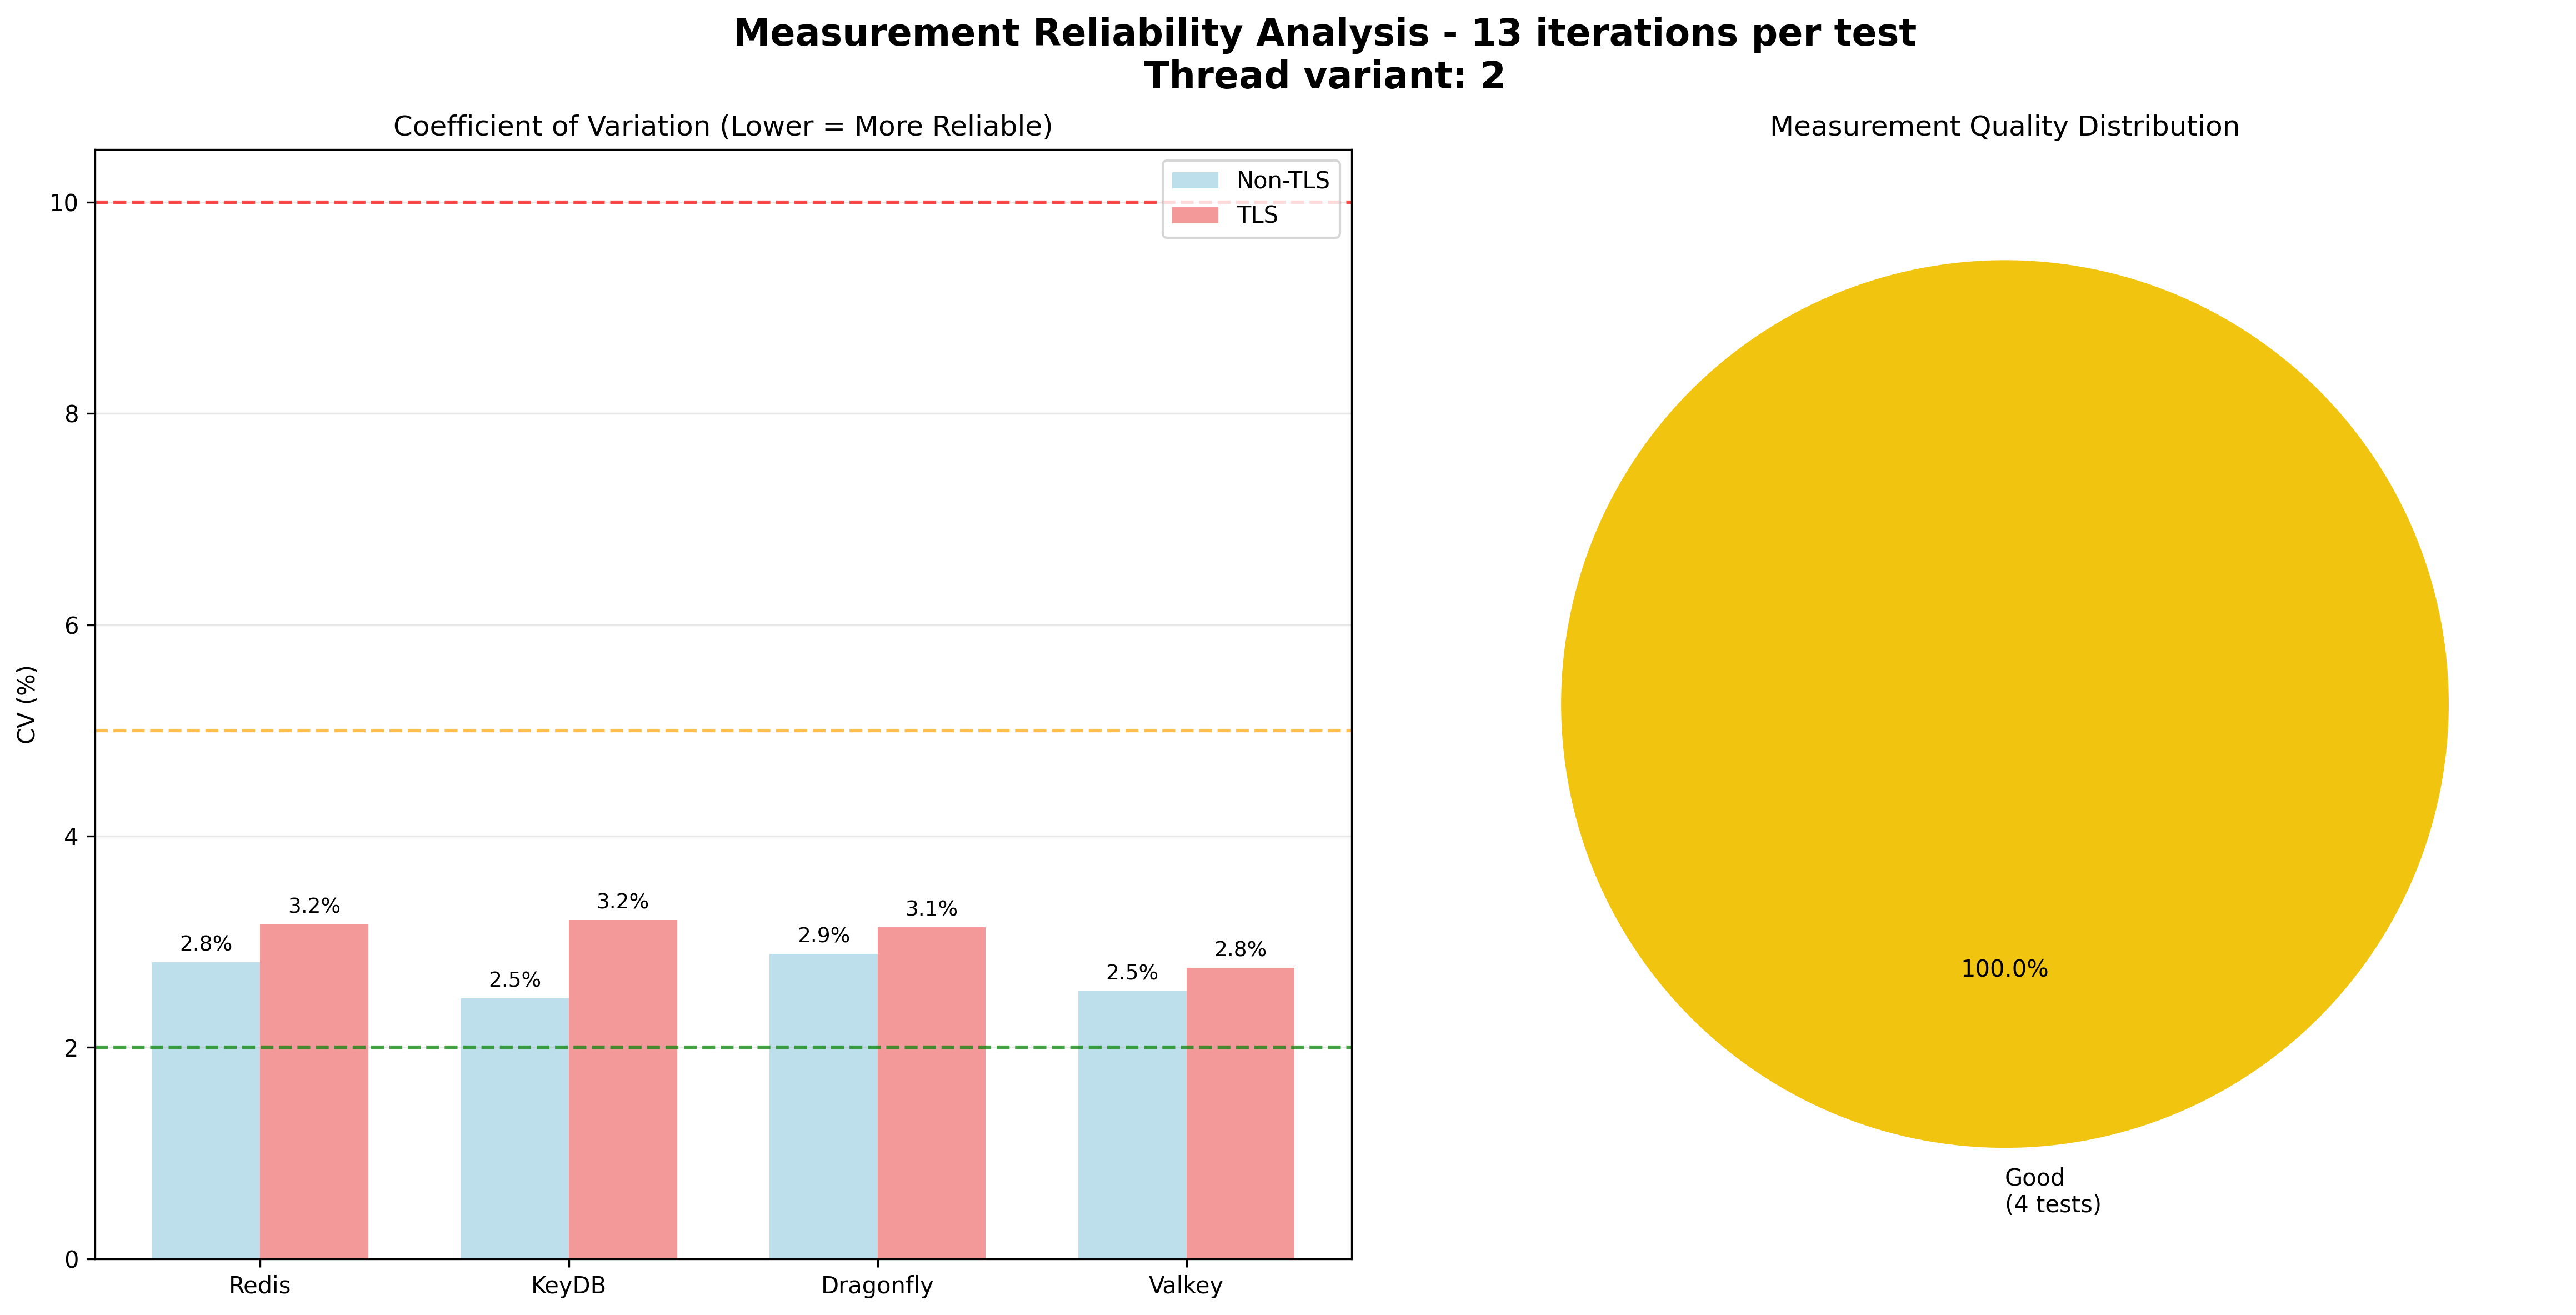 Measurement Reliability Analysis - 13 iterations per test
Thread variant: 2
Coefficient of Variation (Lower = More Reliable)
Non-TLS
TLS
CV (%)
10
8
6
4
2
0
2.8%
3.2%
2.5%
3.2%
2.9%
3.1%
2.5%
2.8%
Redis
KeyDB
Dragonfly
Valkey
Measurement Quality Distribution
100.0%
Good
(4 tests)